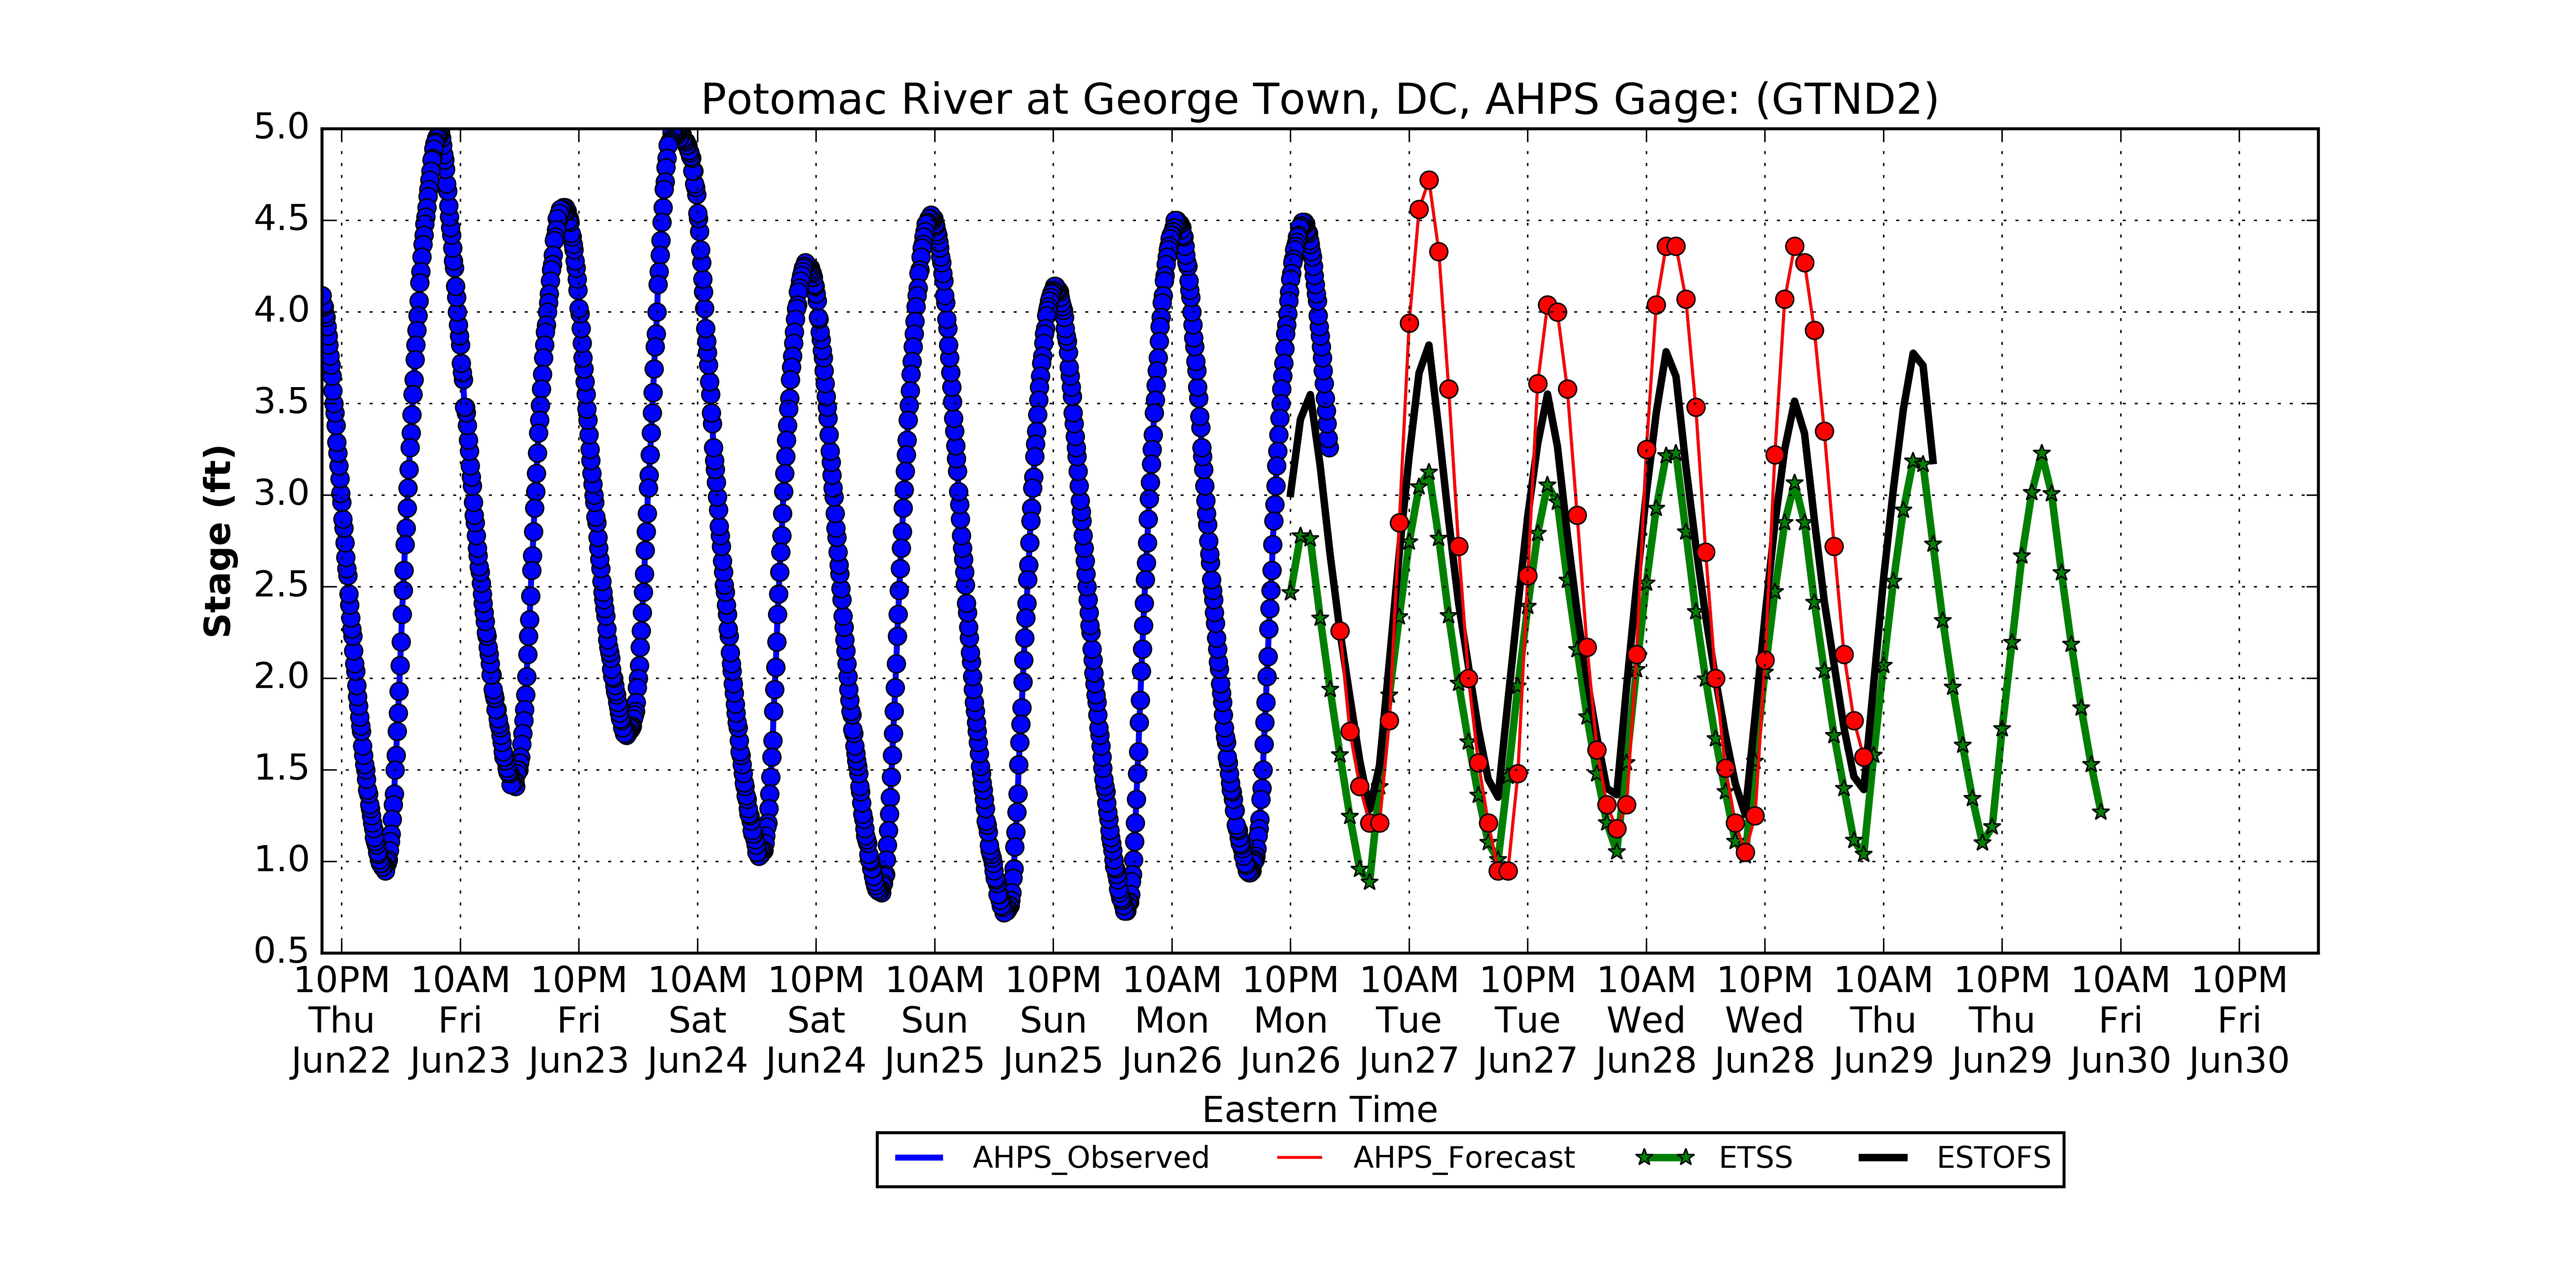 Potomac River at George Town, DC, AHPS Gage: (GTND2)
Stage (ft)
5.0
4.5
4.0
3.5
3.0
2.5
2.0
1.5
1.0
0.5
10PM 10AM 10PM 10AM 10PM 10AM 10PM 10AM 10PM 10AM 10PM 10AM 10PM 10AM 10PM 10AM 10PM
Thu Fri Fri Sat Sat Sun Sun Mon Mon Tue Tue Wed Wed Thu Thu Fri Fri
Jun22 Jun23 Jun23 Jun24 Jun24 Jun25 Jun25 Jun26 Jun26 Jun27 Jun27 Jun28 Jun28 Jun29 Jun29 Jun30 Jun30
Eastern Time
AHPS_Observed AHPS_Forecast ETSS ESTOFS